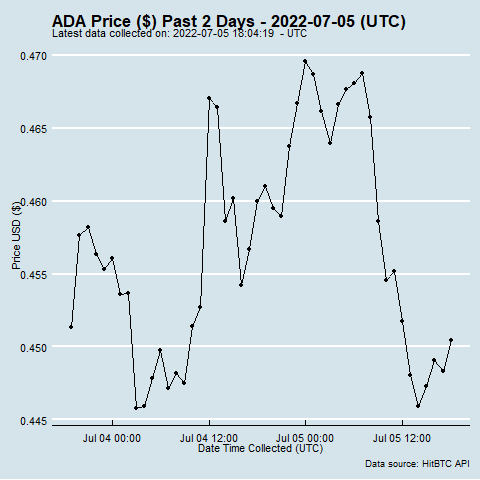 ADA Price ($) Past 2 Days - 2022-07-05 (UTC)
Latest data collected on: 2022-07-05 18:04:19 - UTC
0.470
0.465
0.460
0.455
0.450
0.445
Price USD ($)
Jul 04 00:00 Jul 04 12:00 Jul 05 00:00 Jul 05 12:00
Date Time Collected (UTC)
Data source: HitBTC API